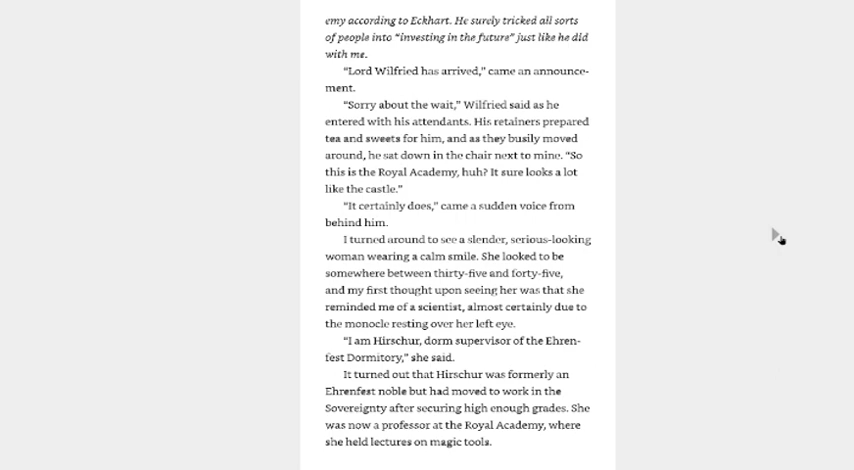 emy according to Eckhart. He surely tricked all sorts
of people into “investing in the future” just like he did
with me.
“Lord Wilfried has arrived,” came an announce-
ment.
“Sorry about the wait,” Wilfried said as he
entered with his attendants. His retainers prepared
tea and sweets for him, and as they busily moved
around, he sat down in the chair next to mine. “So
this is the Royal Academy, huh? It sure looks a lot
like the castle.”
“It certainly does,” came a sudden voice from
behind him.
I turned around to see a slender, serious-looking
woman wearing a calm smile. She looked to be
somewhere between thirty-five and forty-five,
and my first thought upon seeing her was that she
reminded me of a scientist, almost certainly due to
the monocle resting over her left eye.
“I am Hirschur, dorm supervisor of the Ehren-
fest Dormitory,” she said.
It turned out that Hirschur was formerly an
Ehrenfest noble but had moved to work in the
Sovereignty after securing high enough grades. She
was now a professor at the Royal Academy, where
she held lectures on magic tools.